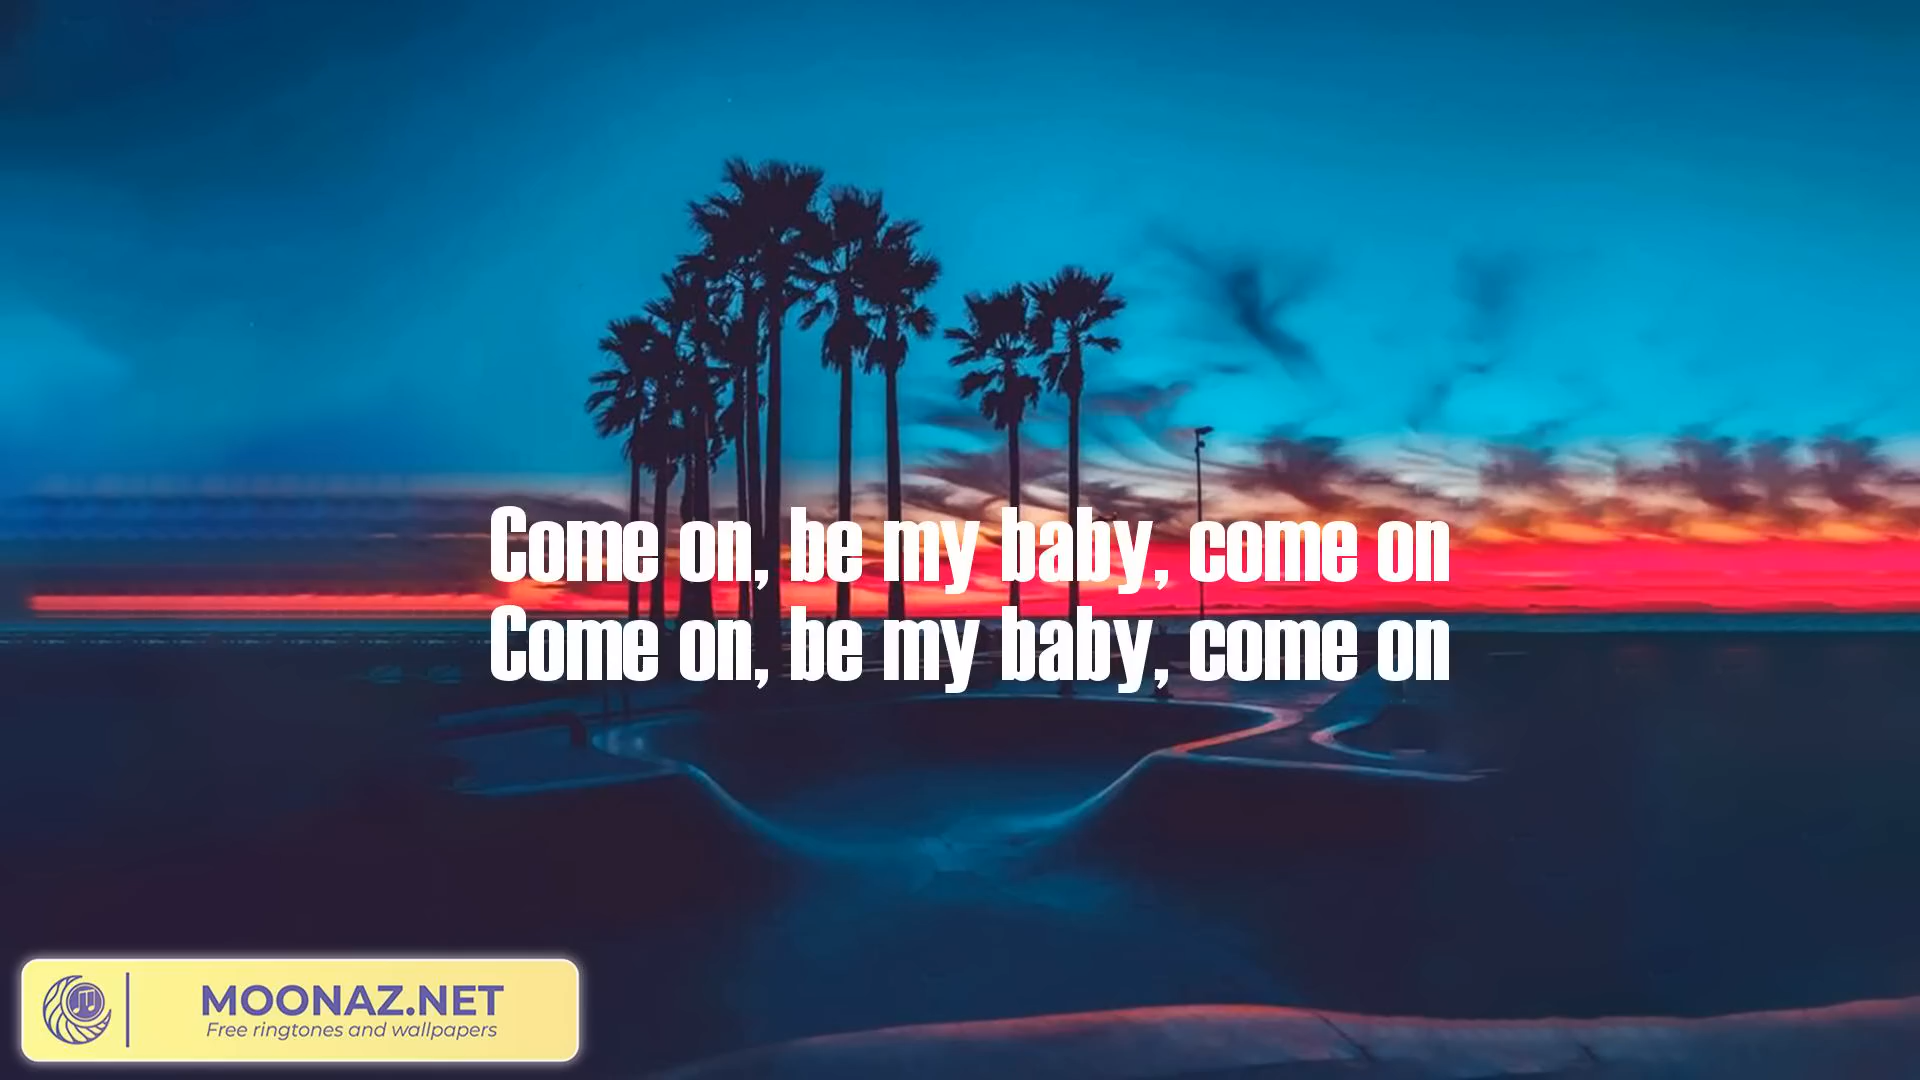 Come on, be my baby, come on
Come on, be my baby, come on
MOONAZ.NET
Free ringtones and wallpapers